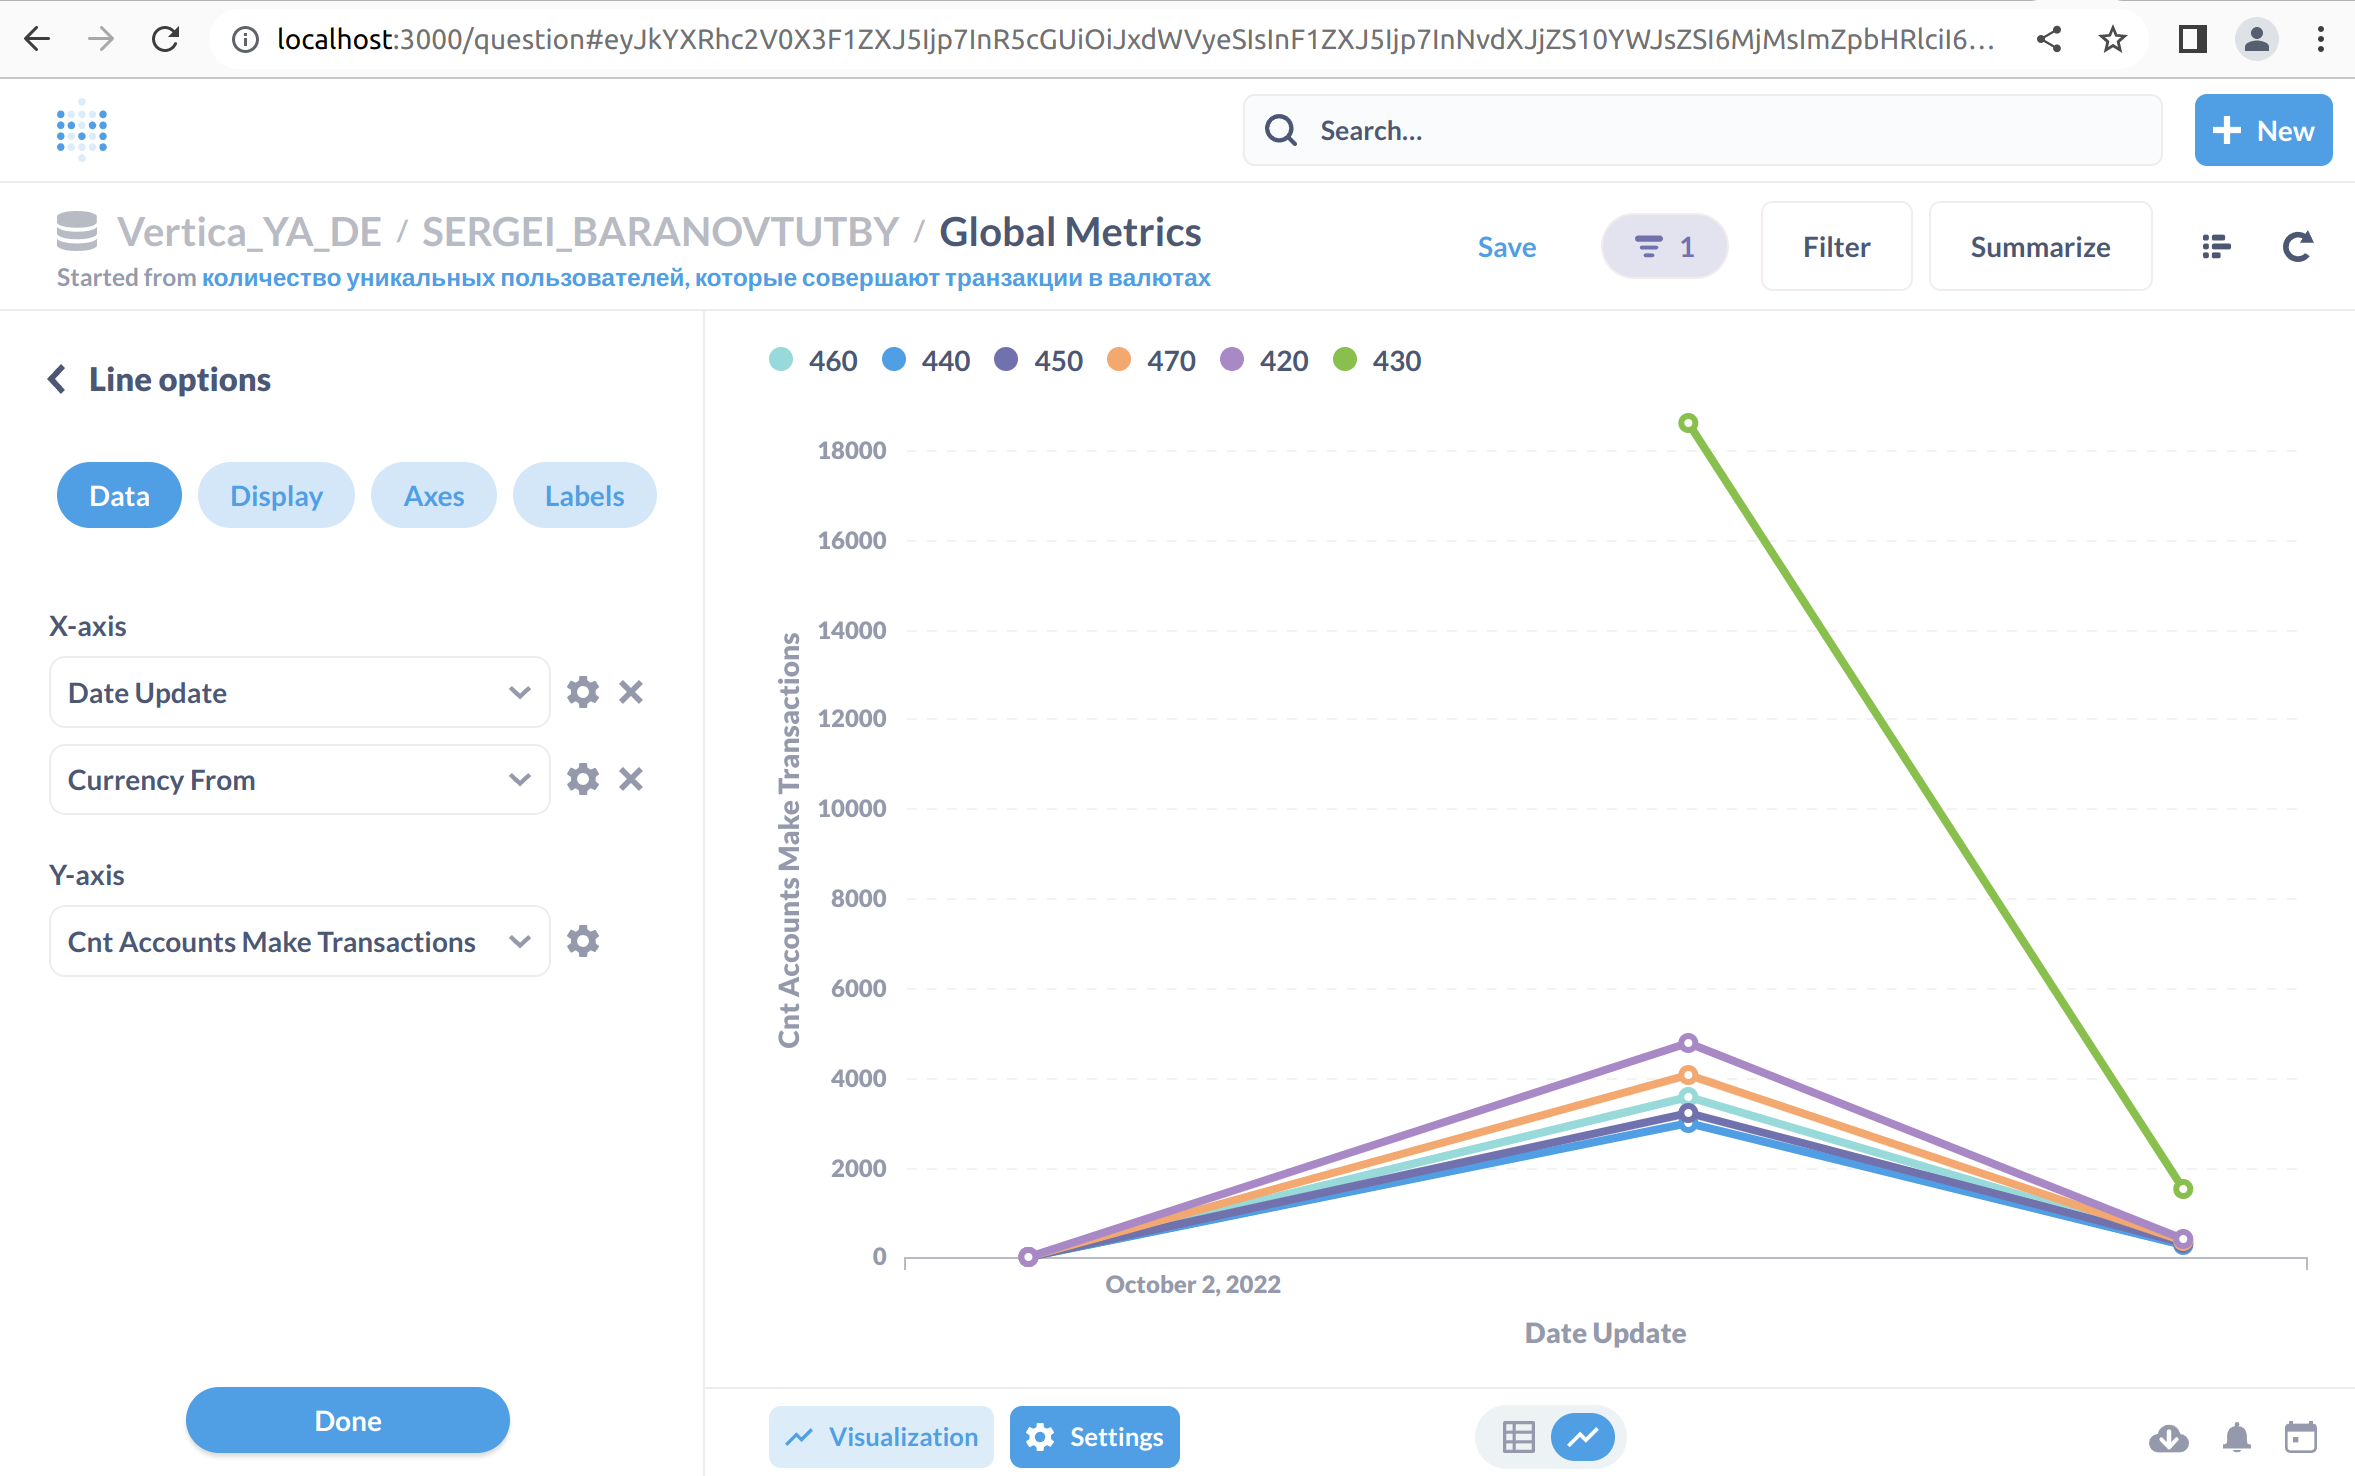 localhost:3000/question#eyJkYXRhc2V0X3F1ZXJ5Ijp7InR5cGUiOiJxdWVyeSIsInF1ZXJ5Ijp7InNvdXJjZS10YWJsZSI6MjMsImZpbHRlciI6...
Search...
New
Vertica_YA_DE / SERGEI_BARANOVTUTBY / Global Metrics
Started from количество уникальных пользователей, которые совершают транзакции в валютах
Save
1
Filter
Summarize
Line options
Data
Display
Axes
Labels
X-axis
Date Update
Currency From
Y-axis
Cnt Accounts Make Transactions
Done
460
440
450
470
420
430
Cnt Accounts Make Transactions
18000
16000
14000
12000
10000
8000
6000
4000
2000
0
October 2, 2022
Date Update
Visualization
Settings